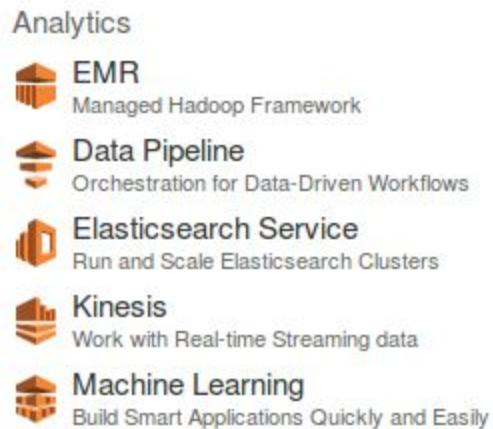 Analytics
EMR
Managed Hadoop Framework
Data Pipeline
Orchestration for Data-Driven Workflows
Elasticsearch Service
Run and Scale Elasticsearch Clusters
Kinesis
Work with Real-time Streaming data
Machine Learning
Build Smart Applications Quickly and Easily